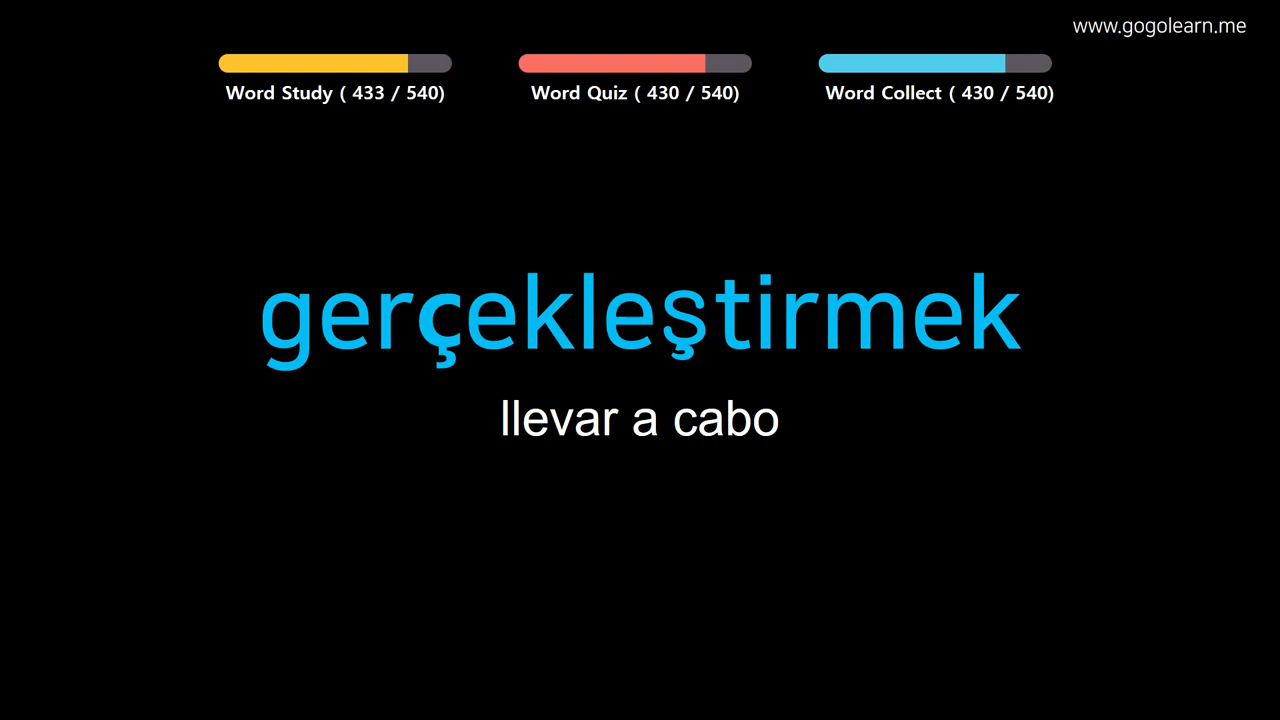 www.gogolearn.me
Word Study ( 433 / 540)
Word Quiz ( 430 / 540)
Word Collect ( 430 / 540)
gerçekleştirmek
llevar a cabo